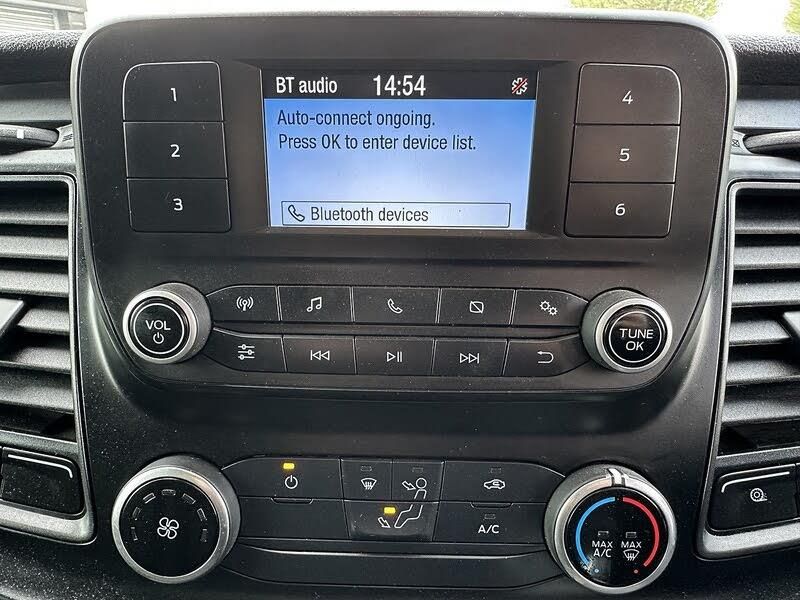 BT audio 14:54
Auto-connect ongoing.
Press OK to enter device list.
Bluetooth devices
1
2
3
4
5
6
VOL
TUNE
OK
A/C
MAX
A/C
MAX